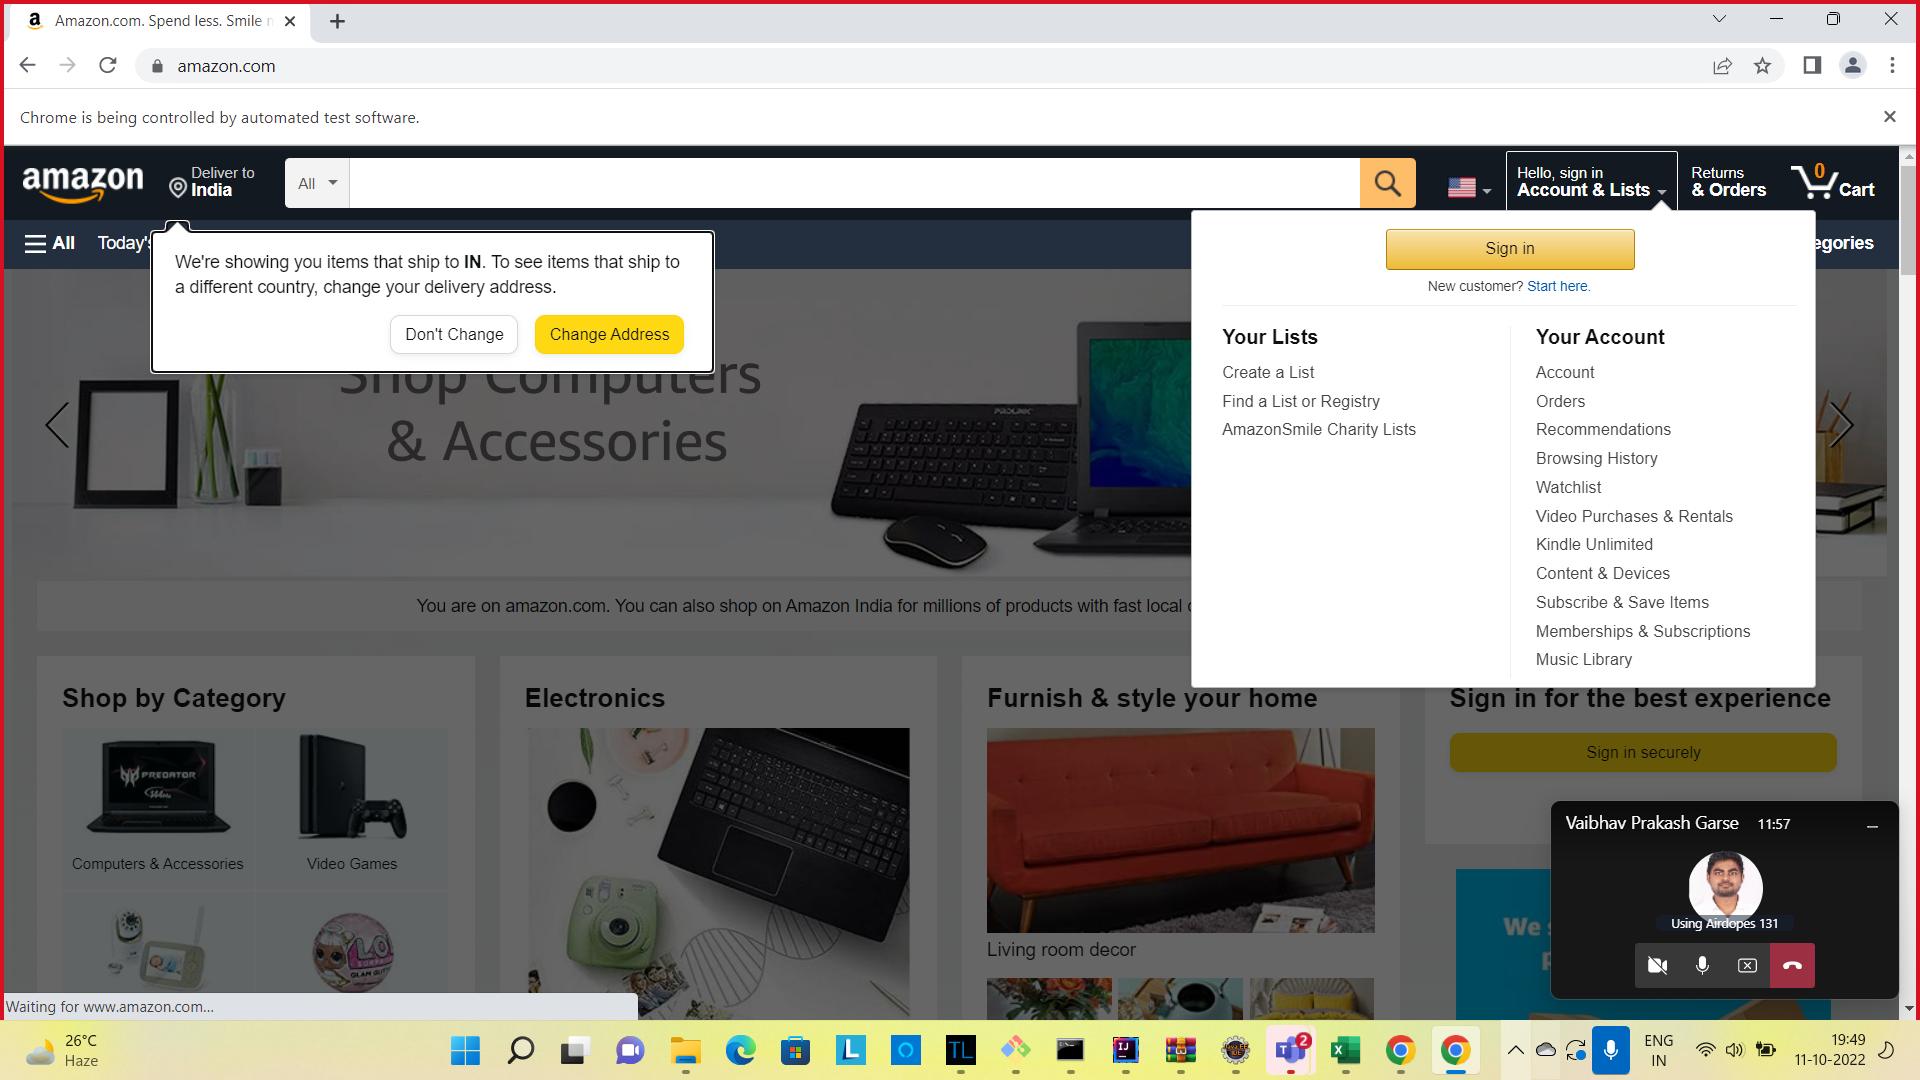 Amazon.com. Spend less. Smile m
amazon.com
Chrome is being controlled by automated test software.
amazon
Deliver to
India
All
Hello, sign in
Account & Lists
Returns
& Orders
0
Cart
All
Today's
egories
We're showing you items that ship to IN. To see items that ship to
a different country, change your delivery address.
Don't Change
Change Address
Sign in
New customer? Start here.
Your Lists
Create a List
Find a List or Registry
AmazonSmile Charity Lists
Your Account
Account
Orders
Recommendations
Browsing History
Watchlist
Video Purchases & Rentals
Kindle Unlimited
Content & Devices
Subscribe & Save Items
Memberships & Subscriptions
Music Library
Shop Computers
& Accessories
PROLINK
You are on amazon.com. You can also shop on Amazon India for millions of products with fast local
Shop by Category
PREDATOR
Computers & Accessories
Video Games
L.O.
GLAM GLITTER
Electronics
Furnish & style your home
Living room decor
Sign in for the best experience
Sign in securely
We
Vaibhav Prakash Garse
11:57
Using Airdopes 131
Waiting for www.amazon.com...
26°C
Haze
L
TL
IJ
2
ENG
IN
19:49
11-10-2022